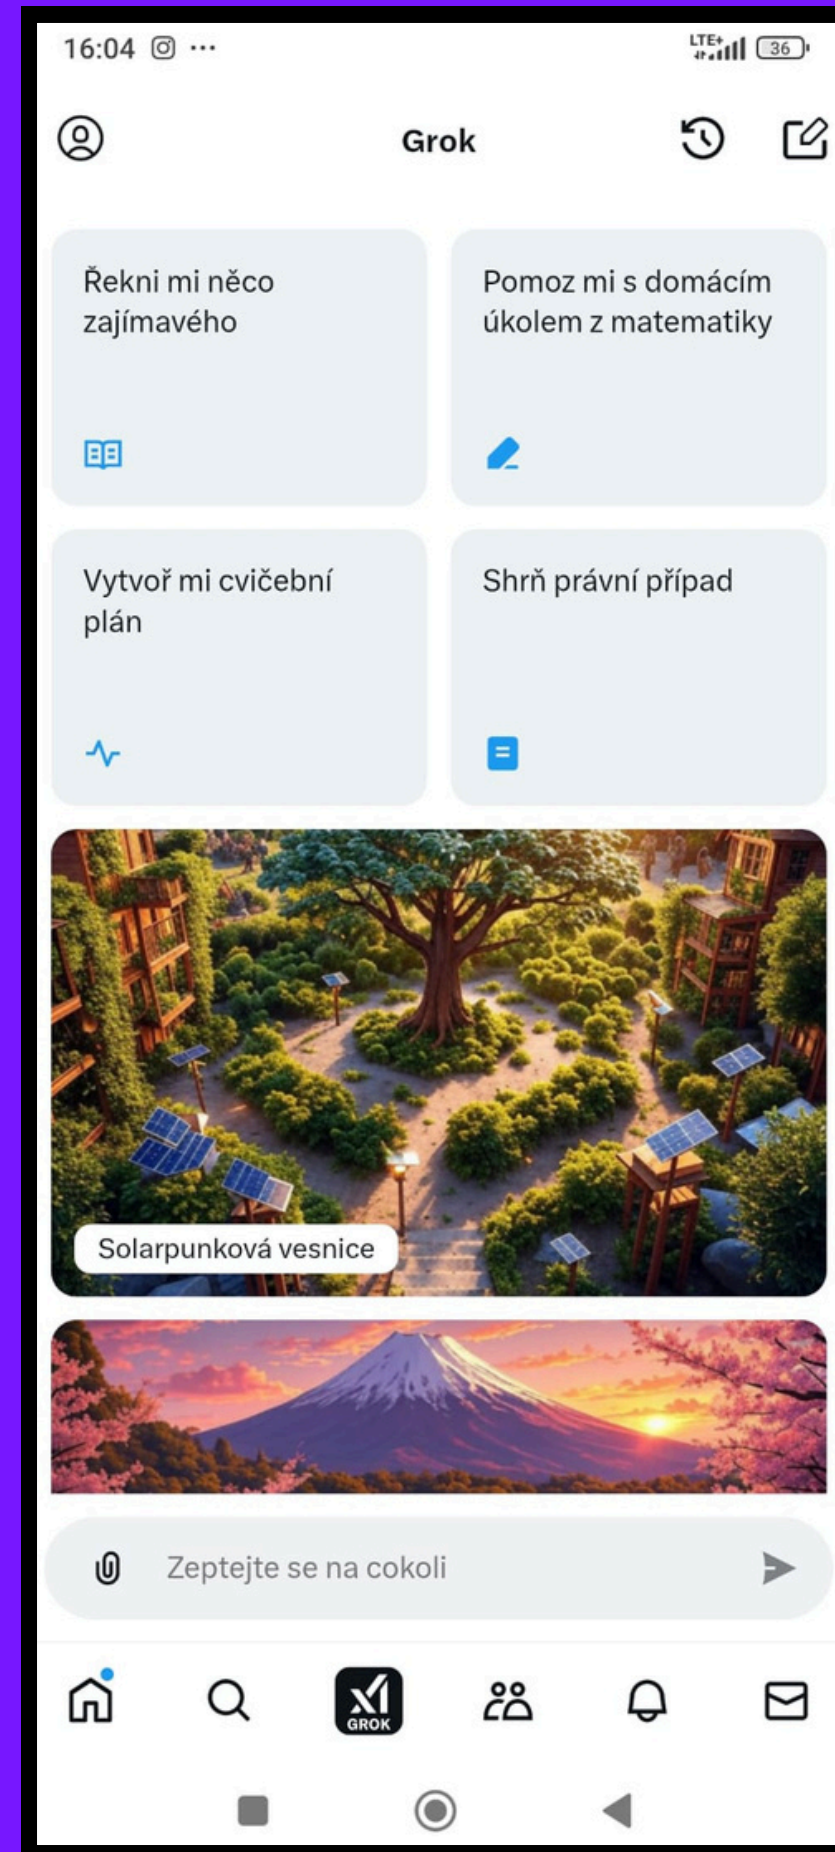 16:04
LTE+
36
Grok
Řekni mi něco
zajímavého
Pomoz mi s domácím
úkolem z matematiky
Vytvoř mi cvičební
plán
Shrň právní případ
Solarpunková vesnice
Zeptejte se na cokoli
GROK